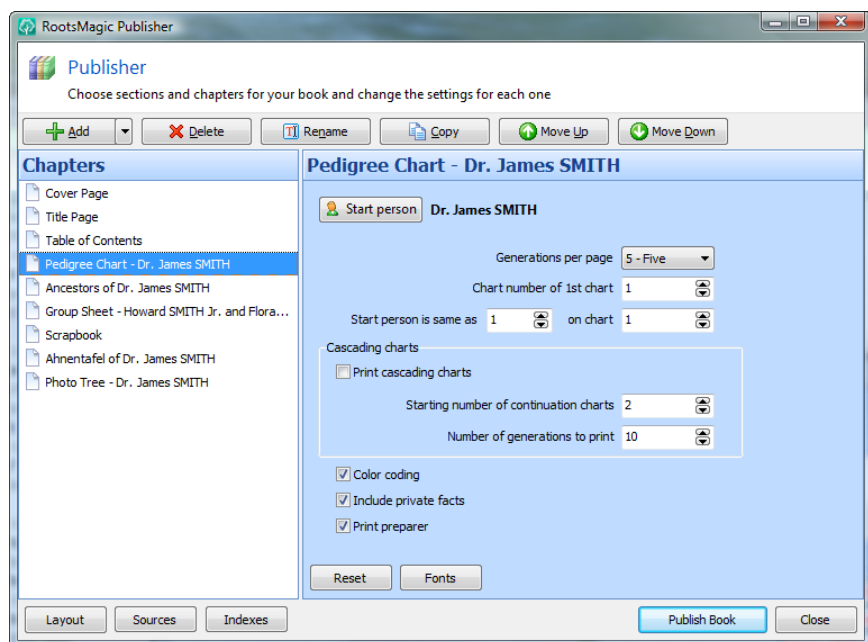 RootsMagic Publisher
Publisher
Choose sections and chapters for your book and change the settings for each one
Add Delete Rename Copy Move Up Move Down
Chapters
Cover Page
Title Page
Table of Contents
Pedigree Chart - Dr. James SMITH
Ancestors of Dr. James SMITH
Group Sheet - Howard SMITH Jr. and Flora...
Scrapbook
Ahnentafel of Dr. James SMITH
Photo Tree - Dr. James SMITH
Pedigree Chart - Dr. James SMITH
Start person Dr. James SMITH
Generations per page 5 - Five
Chart number of 1st chart 1
Start person is same as 1 on chart 1
Cascading charts
Print cascading charts
Starting number of continuation charts 2
Number of generations to print 10
Color coding
Include private facts
Print preparer
Reset Fonts
Layout Sources Indexes Publish Book Close